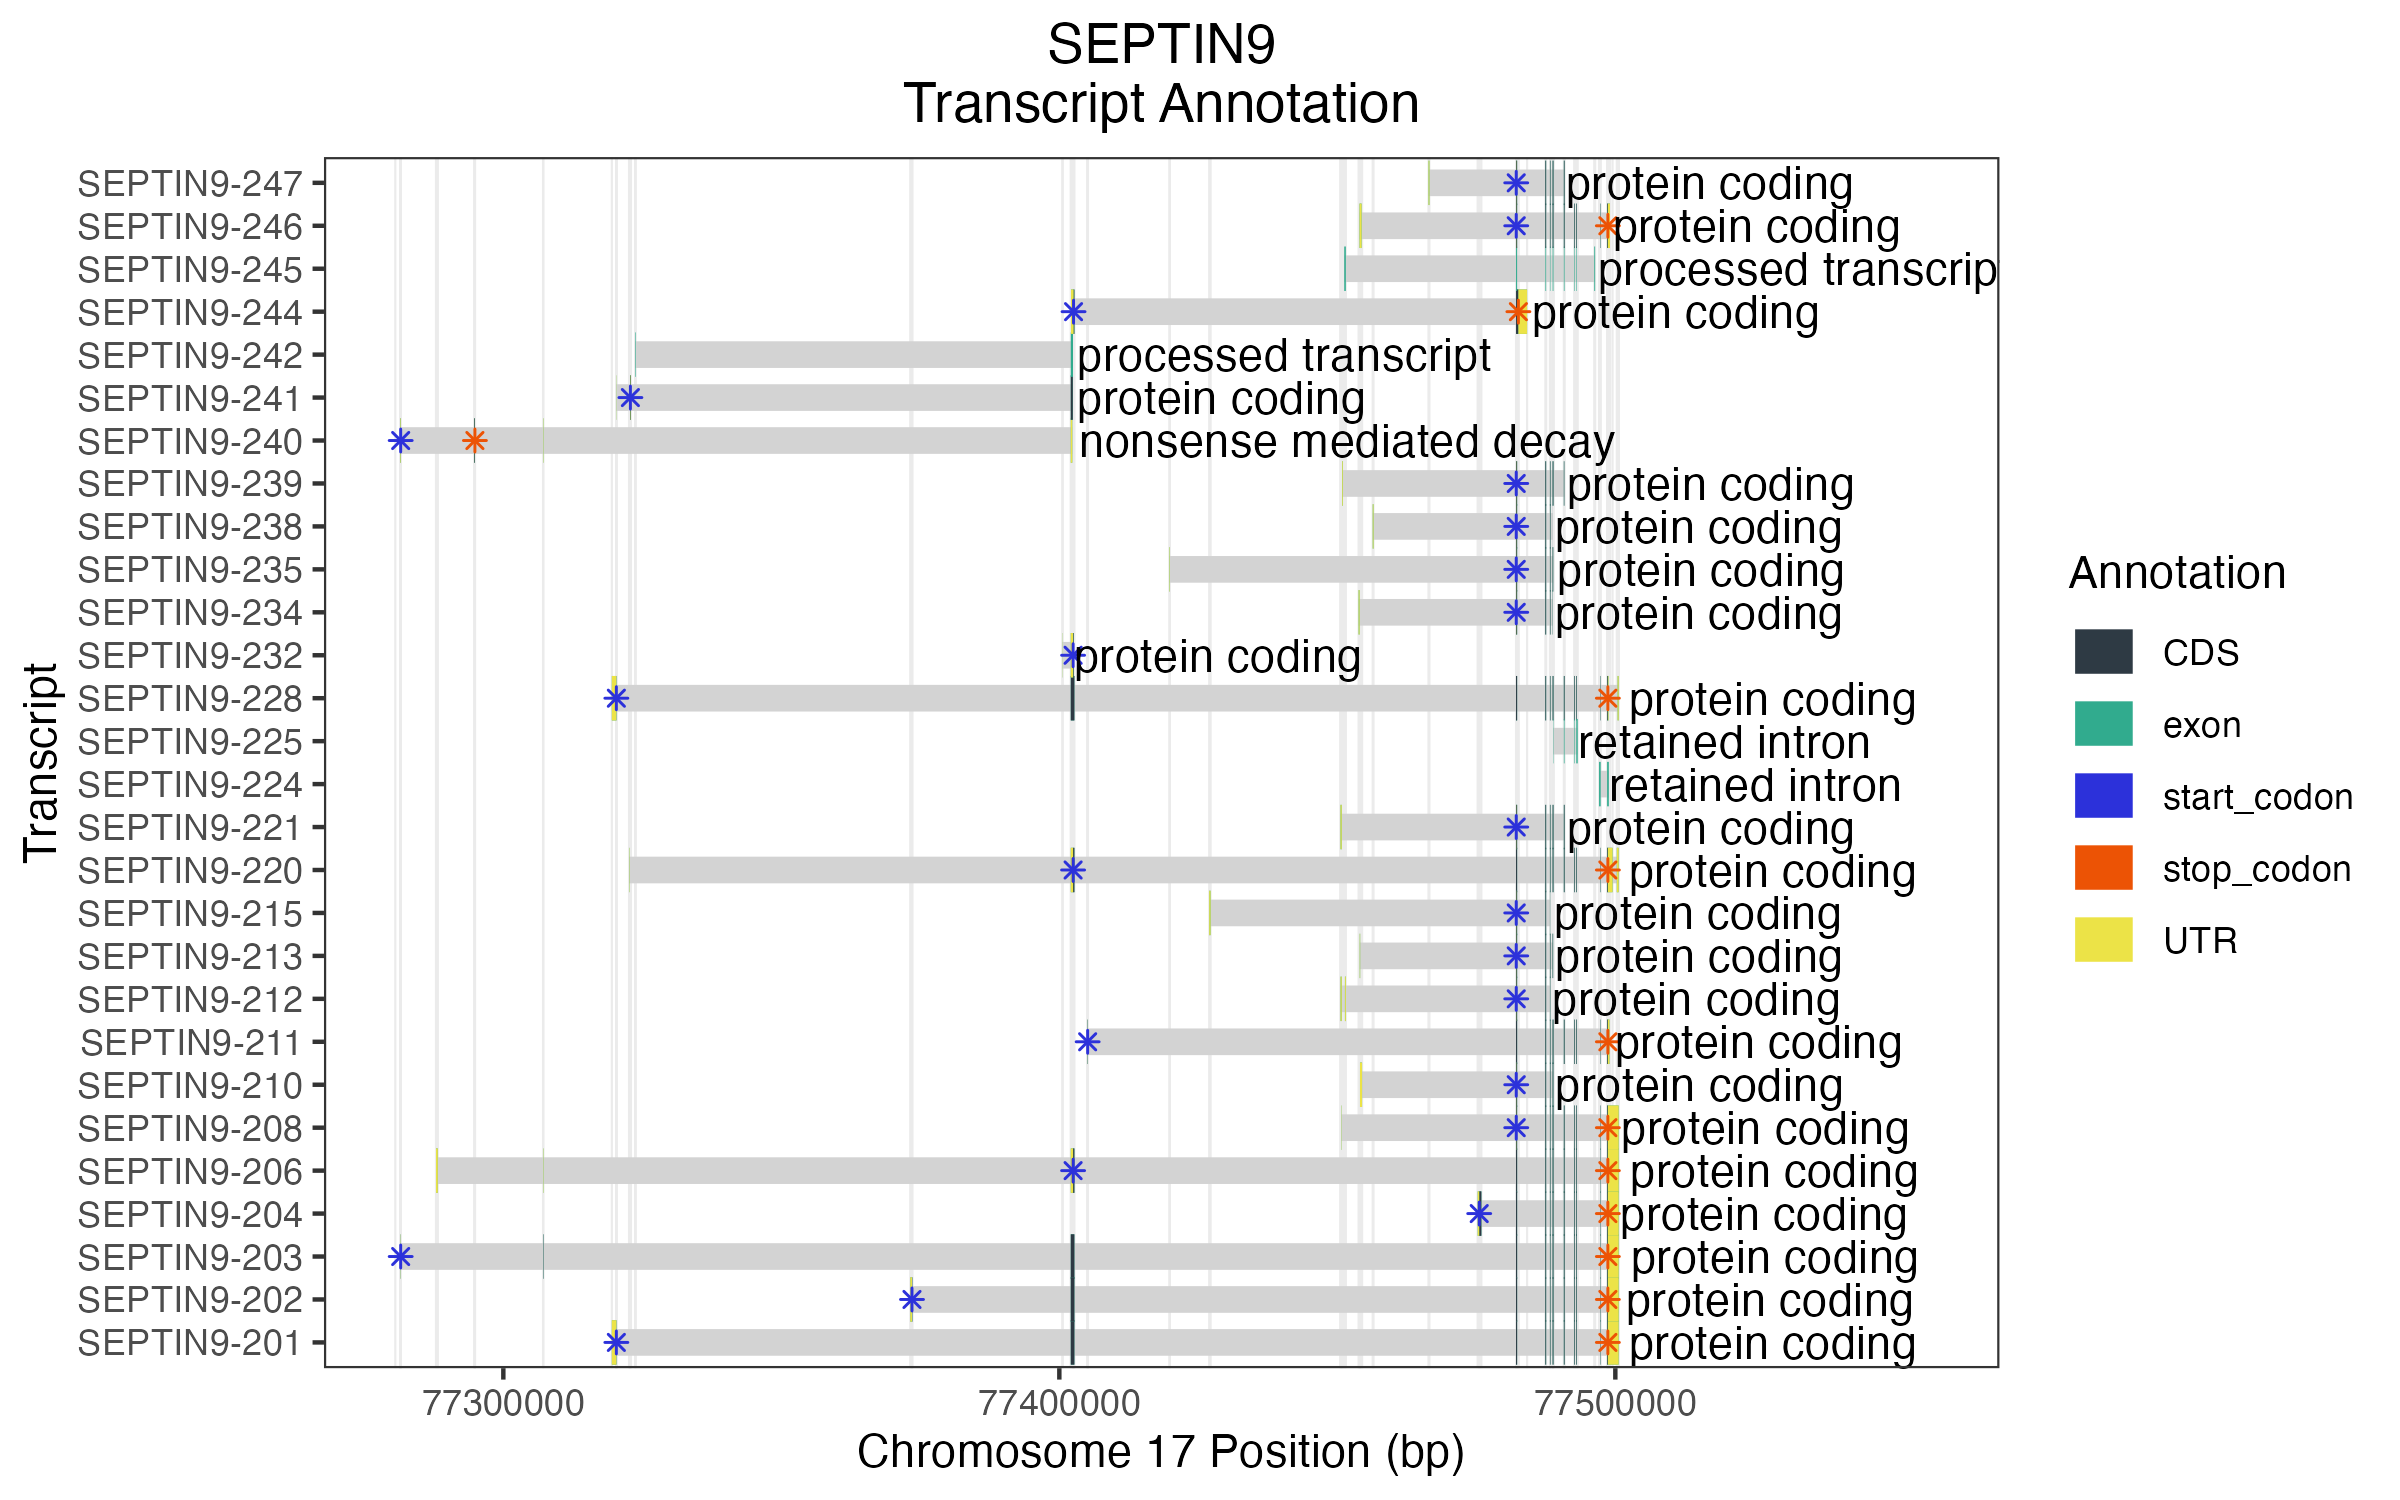 SEPTIN9
Transcript Annotation
SEPTIN9-247 protein coding
SEPTIN9-246 protein coding
SEPTIN9-245 processed transcrip
SEPTIN9-244 protein coding
SEPTIN9-242 processed transcript
SEPTIN9-241 protein coding
SEPTIN9-240 nonsense mediated decay
SEPTIN9-239 protein coding
SEPTIN9-238 protein coding
SEPTIN9-235 protein coding
SEPTIN9-234 protein coding
SEPTIN9-232 protein coding
SEPTIN9-228 protein coding
SEPTIN9-225 retained intron
SEPTIN9-224 retained intron
SEPTIN9-221 protein coding
SEPTIN9-220 protein coding
SEPTIN9-215 protein coding
SEPTIN9-213 protein coding
SEPTIN9-212 protein coding
SEPTIN9-211 protein coding
SEPTIN9-210 protein coding
SEPTIN9-208 protein coding
SEPTIN9-206 protein coding
SEPTIN9-204 protein coding
SEPTIN9-203 protein coding
SEPTIN9-202 protein coding
SEPTIN9-201 protein coding
Transcript
77300000 77400000 77500000
Chromosome 17 Position (bp)
Annotation
CDS
exon
start_codon
stop_codon
UTR